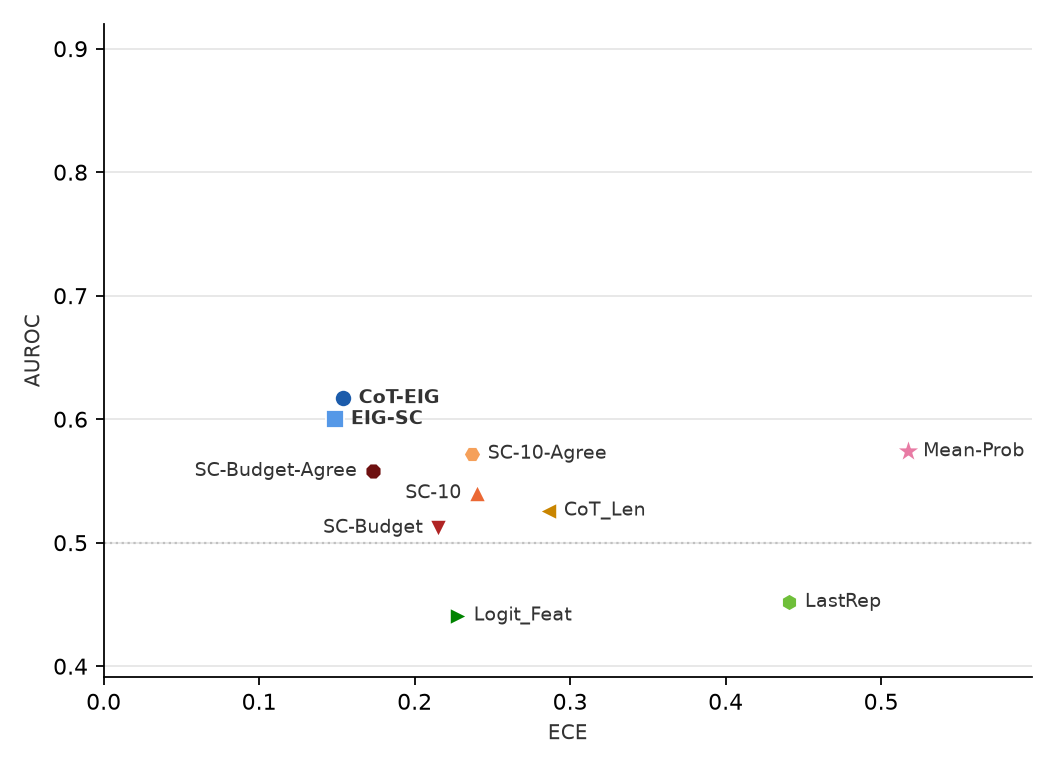 0.9
0.8
0.7
0.6
0.5
0.4
AUROC
CoT-EIG
EIG-SC
SC-10-Agree
Mean-Prob
SC-Budget-Agree
SC-10
CoT_Len
SC-Budget
LastRep
Logit_Feat
0.0 0.1 0.2 0.3 0.4 0.5
ECE